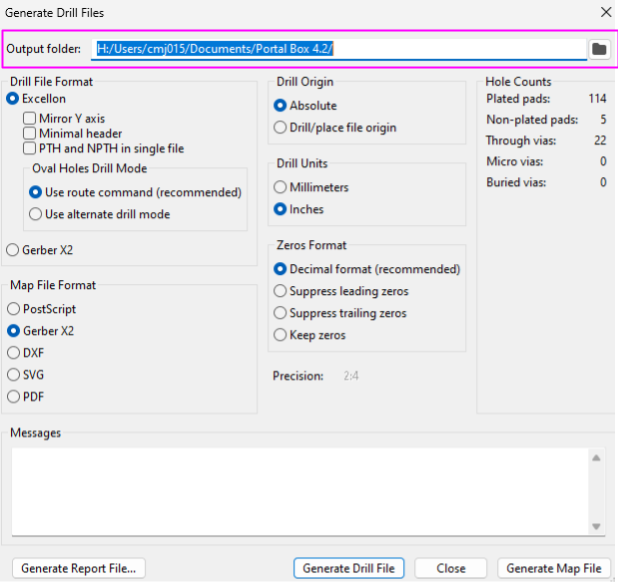 Generate Drill Files
Output folder: H:/Users/cmj015/Documents/Portal Box 4.2/
Drill File Format
Excellon
Mirror Y axis
Minimal header
PTH and NPTH in single file
Oval Holes Drill Mode
Use route command (recommended)
Use alternate drill mode
Gerber X2
Map File Format
PostScript
Gerber X2
DXF
SVG
PDF
Drill Origin
Absolute
Drill/place file origin
Drill Units
Millimeters
Inches
Zeros Format
Decimal format (recommended)
Suppress leading zeros
Suppress trailing zeros
Keep zeros
Precision: 2:4
Hole Counts
Plated pads: 114
Non-plated pads: 5
Through vias: 22
Micro vias: 0
Buried vias: 0
Messages
Generate Report File... Generate Drill File Close Generate Map File